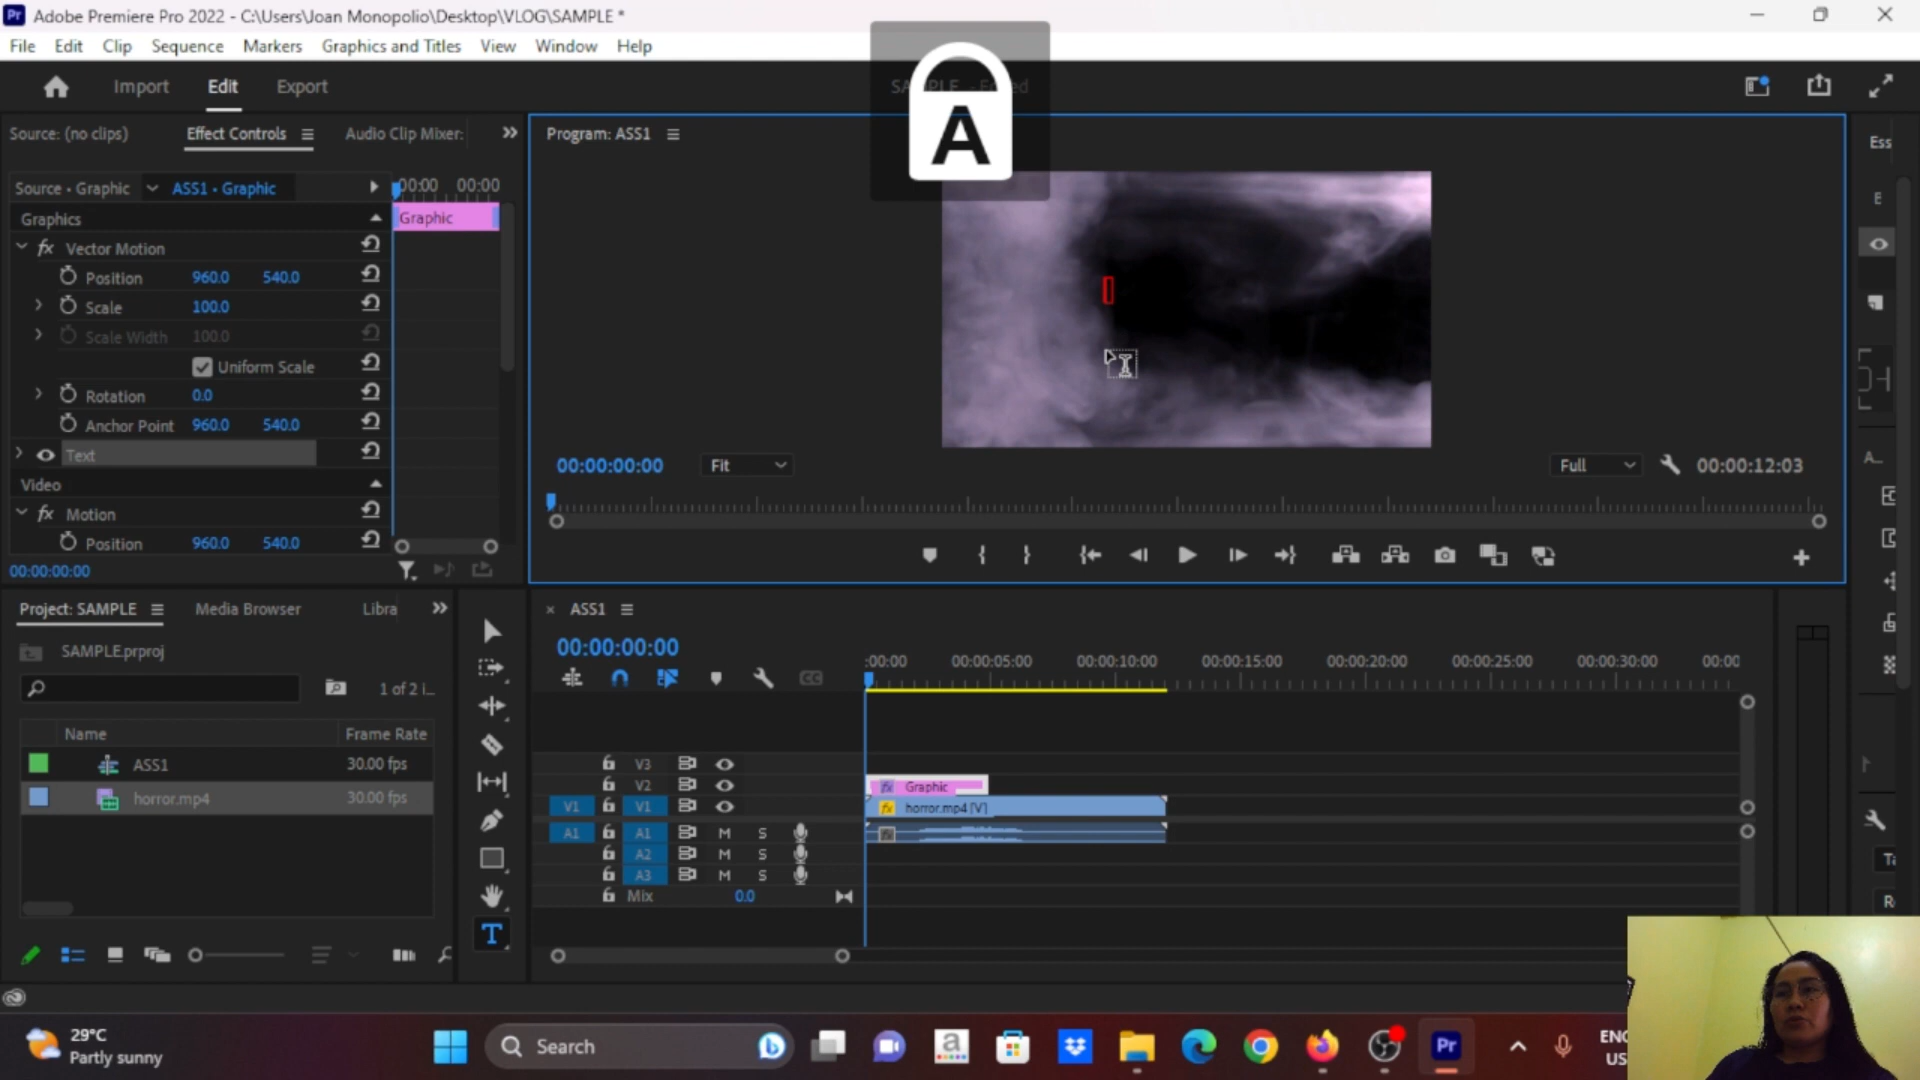 Adobe Premiere Pro 2022 - C:\Users\Joan Monopolio\Desktop\VLOG\SAMPLE *
File Edit Clip Sequence Markers Graphics and Titles View Window Help
Import Edit Export
A
Source: (no clips) Effect Controls Audio Clip Mixer:
Program: ASS1
Ess
Source • Graphic ASS1 • Graphic 00:00 00:00
Graphics Graphic
fx Vector Motion
Position 960.0 540.0
Scale 100.0
Scale Width 100.0
Uniform Scale
Rotation 0.0
Anchor Point 960.0 540.0
Text
Video
fx Motion
Position 960.0 540.0
00:00:00:00
00:00:00:00 Fit Full 00:00:12:03
Project: SAMPLE Media Browser Libra
SAMPLE.prproj
1 of 2 i...
Name Frame Rate
ASS1 30.00 fps
horror.mp4 30.00 fps
T
× ASS1
00:00:00:00
:00:00 00:00:05:00 00:00:10:00 00:00:15:00 00:00:20:00 00:00:25:00 00:00:30:00 00:00
V3
V2 fx Graphic
V1 V1 fx horror.mp4 [V]
A1 A1 M S fx
A2 M S
A3 M S
Mix 0.0
A...
Ta
29°C
Partly sunny
Search
Pr
ENG
US